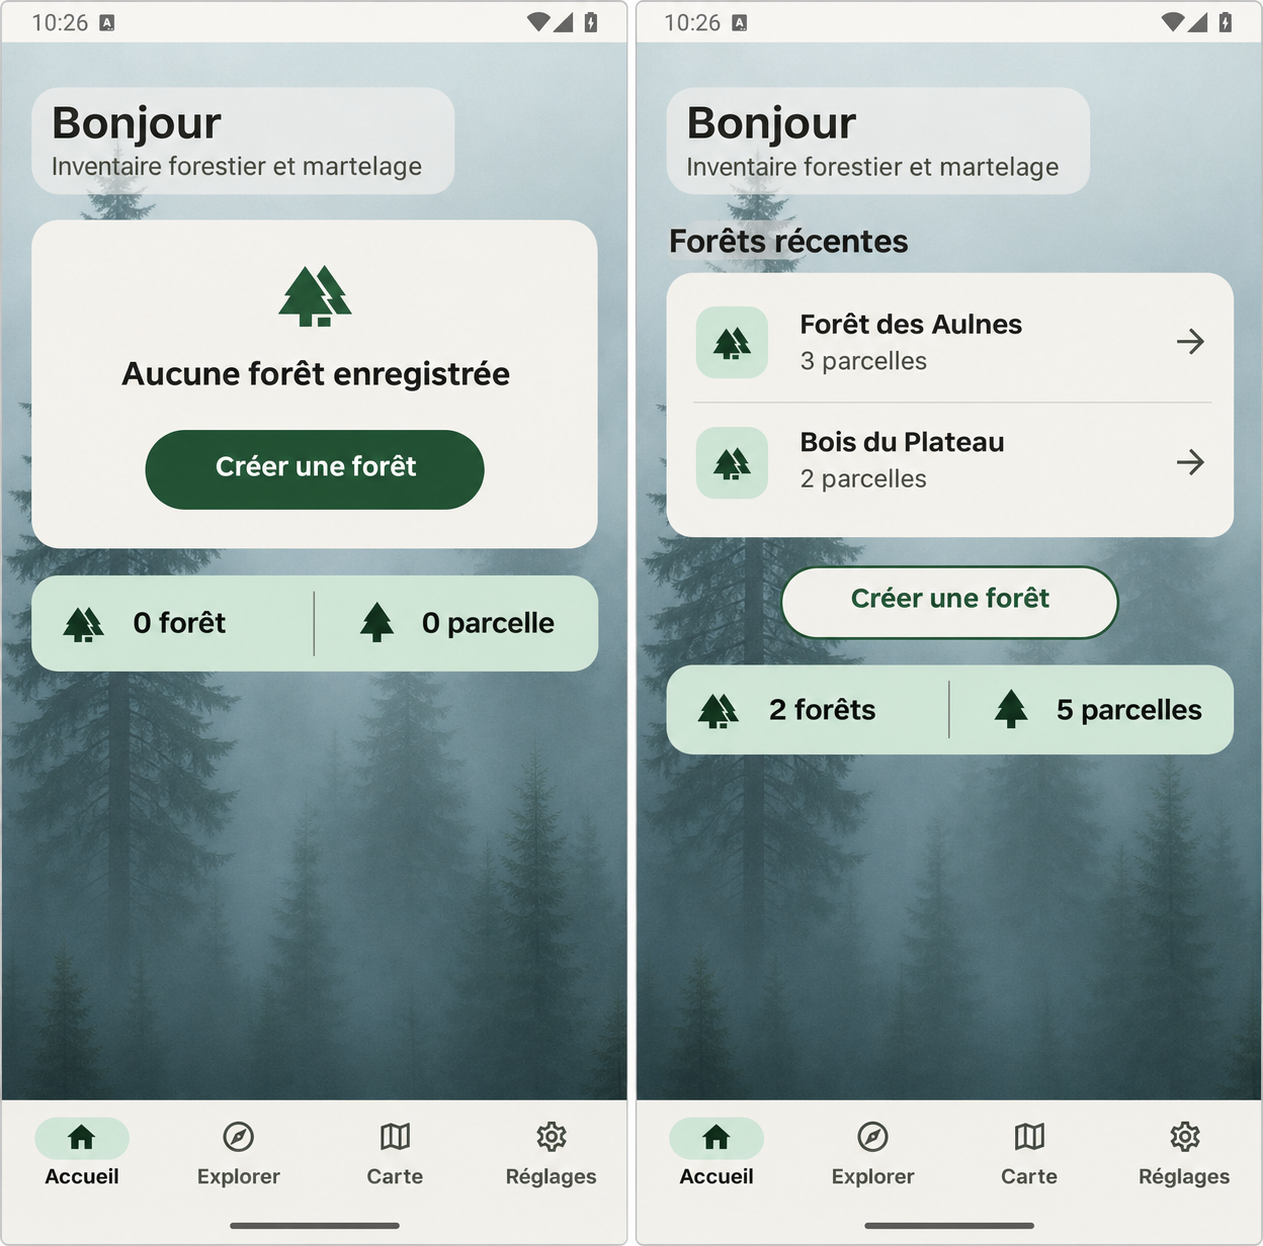 10:26
Bonjour
Inventaire forestier et martelage
Aucune forêt enregistrée
Créer une forêt
0 forêt
0 parcelle
Accueil
Explorer
Carte
Réglages
10:26
Bonjour
Inventaire forestier et martelage
Forêts récentes
Forêt des Aulnes
3 parcelles
Bois du Plateau
2 parcelles
Créer une forêt
2 forêts
5 parcelles
Accueil
Explorer
Carte
Réglages